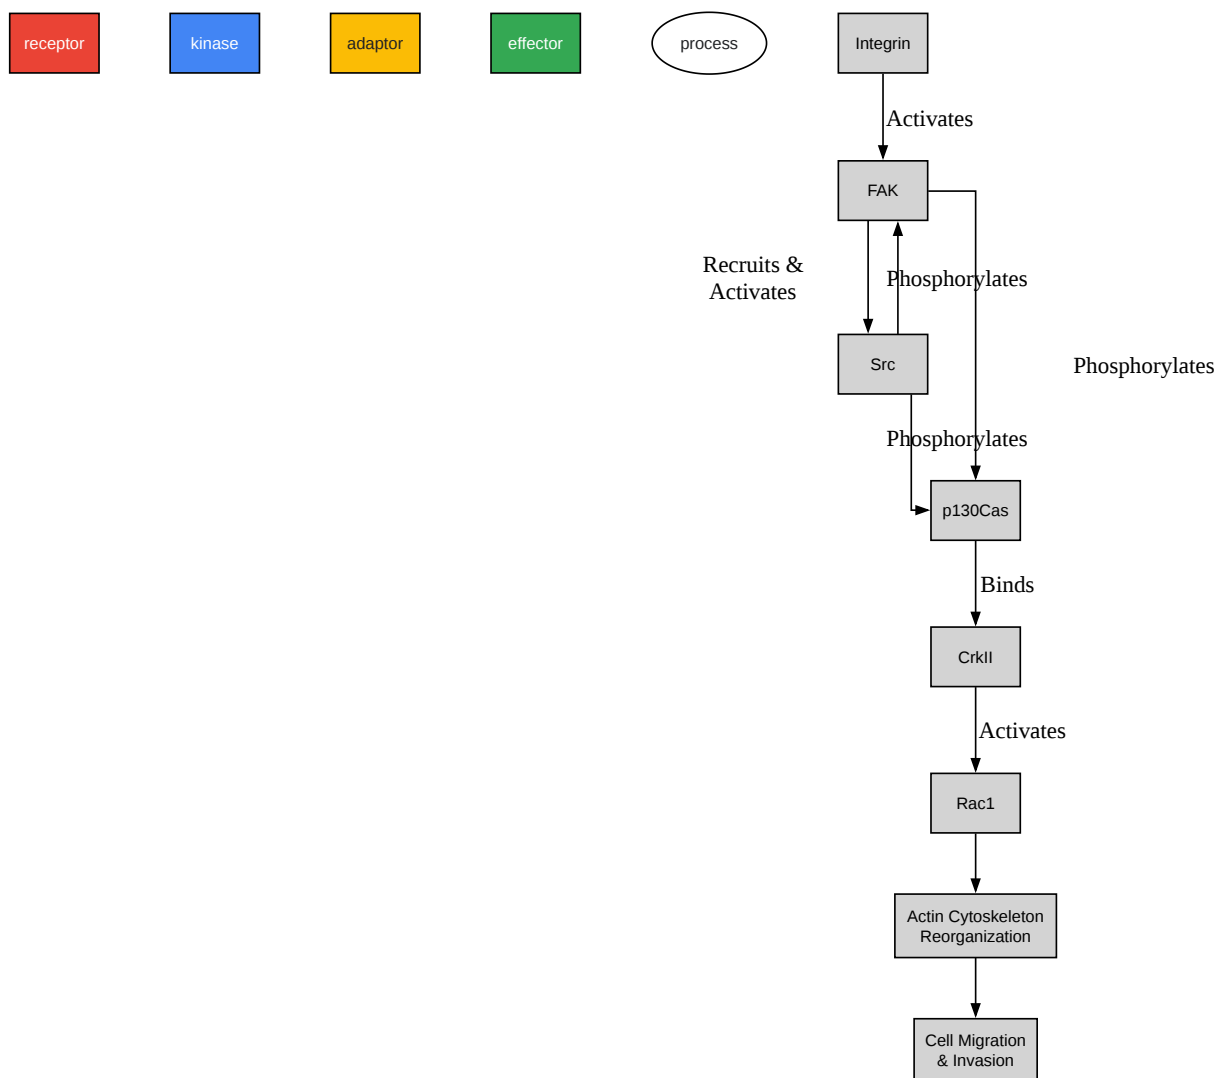 receptor
kinase
adaptor
effector
process
Integrin
Activates
FAK
Recruits &
Activates
Phosphorylates
Src
Phosphorylates
Phosphorylates
p130Cas
Binds
CrkII
Activates
Rac1
Actin Cytoskeleton
Reorganization
Cell Migration
& Invasion